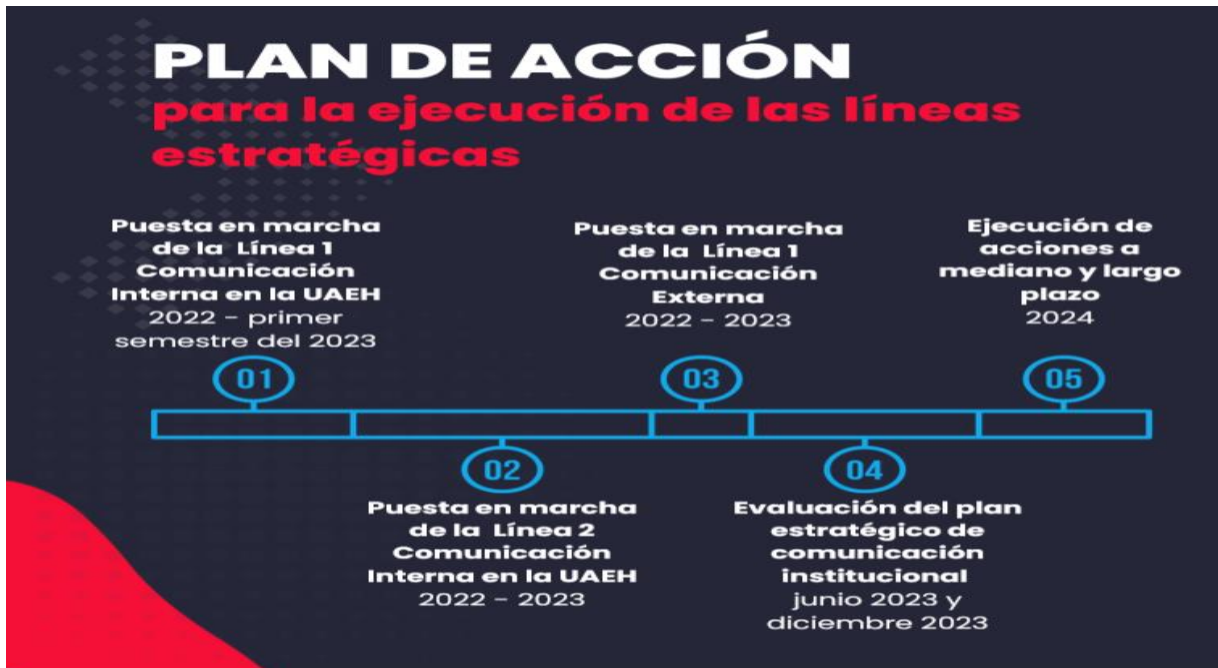 PLAN DE ACCIÓN
para la ejecución de las líneas
estratégicas
Puesta en marcha
de la Línea 1
Comunicación
Interna en la UAEH
2022 – primer
semestre del 2023
01
Puesta en marcha
de la Línea 2
Comunicación
Interna en la UAEH
2022 – 2023
02
Puesta en marcha
de la Línea 1
Comunicación
Externa
2022 – 2023
03
Evaluación del plan
estratégico de
comunicación
institucional
junio 2023 y
diciembre 2023
04
Ejecución de
acciones a
mediano y largo
plazo
2024
05